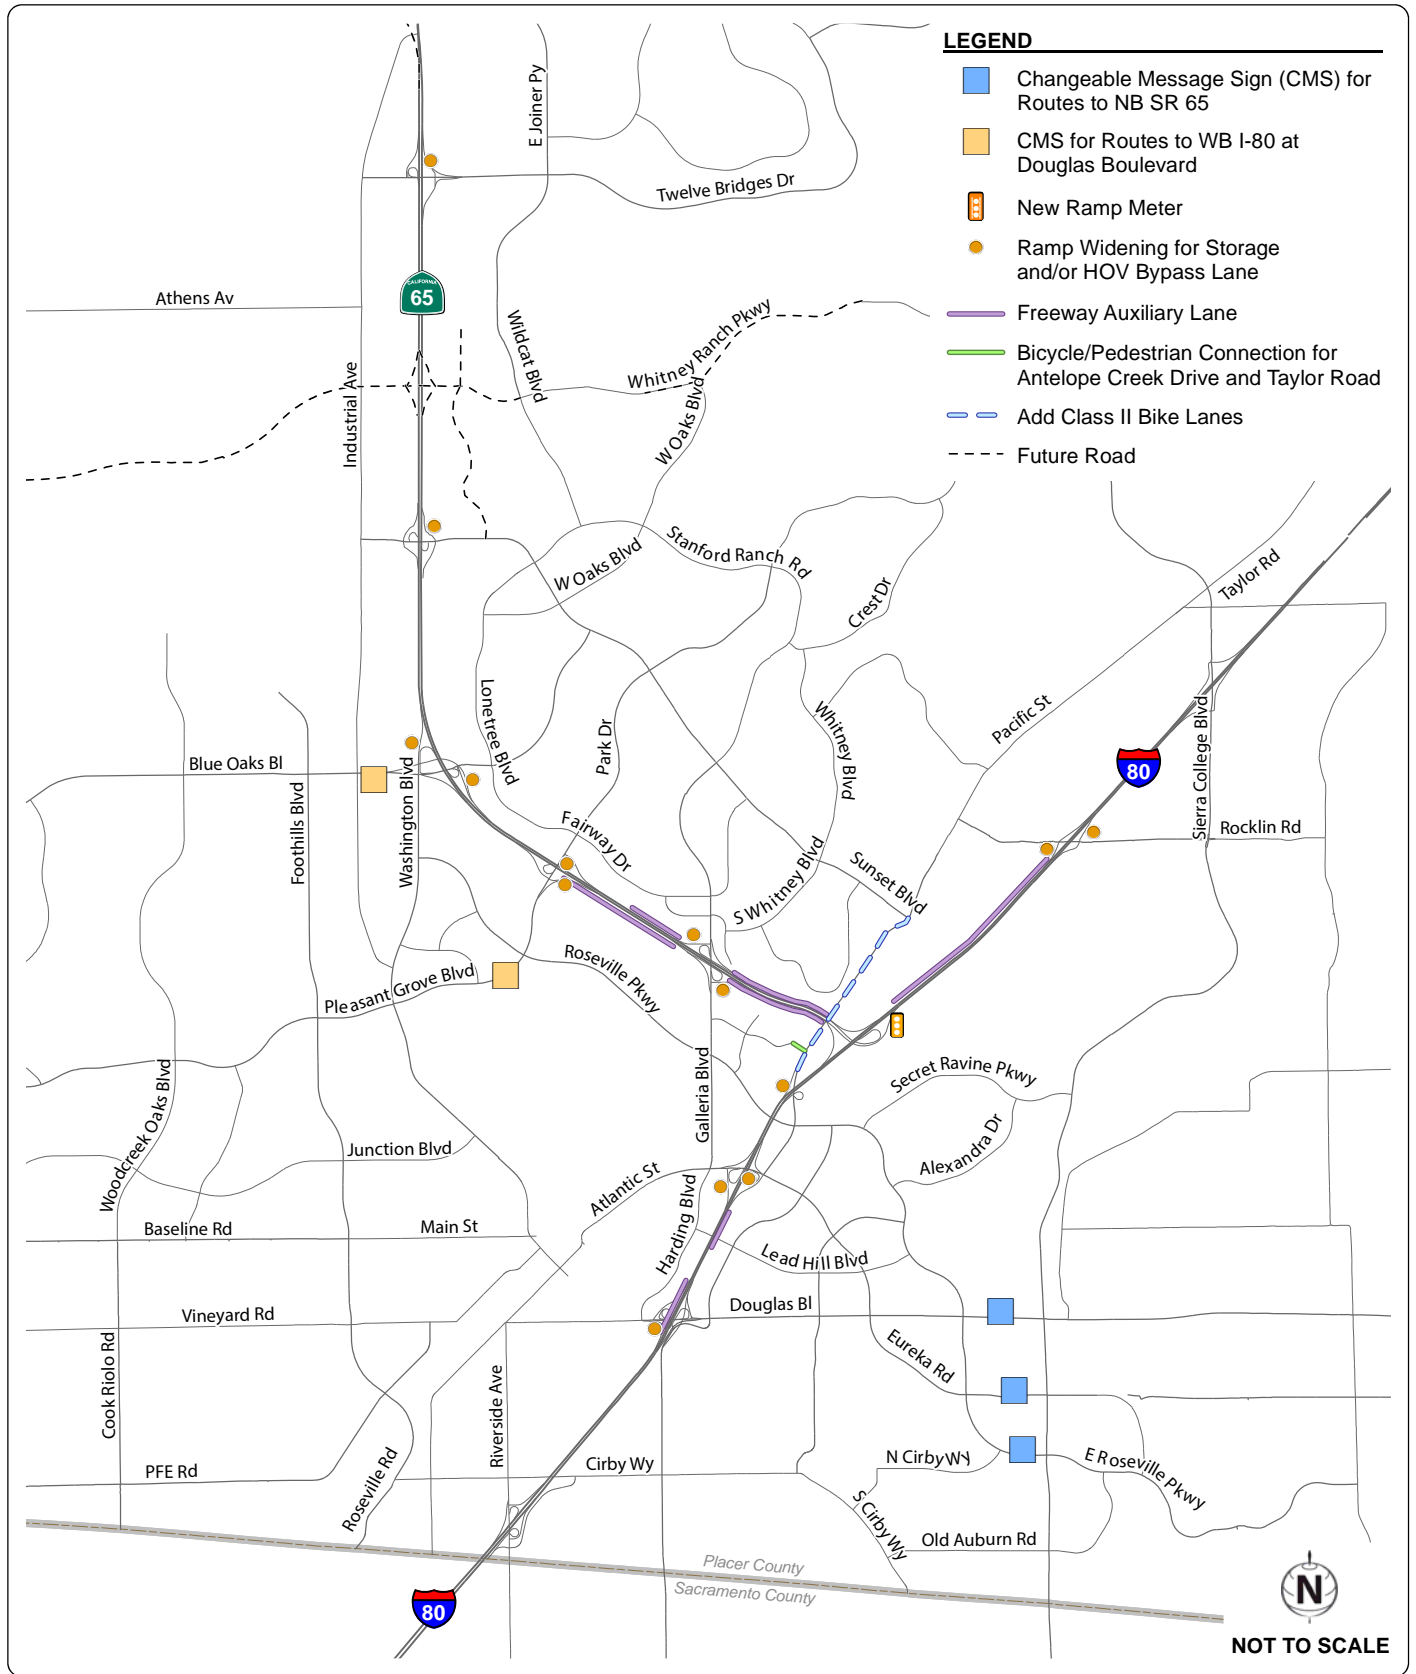 LEGEND
Changeable Message Sign (CMS) for
Routes to NB SR 65
CMS for Routes to WB I-80 at
Douglas Boulevard
New Ramp Meter
Ramp Widening for Storage
and/or HOV Bypass Lane
Freeway Auxiliary Lane
Bicycle/Pedestrian Connection for
Antelope Creek Drive and Taylor Road
Add Class II Bike Lanes
Future Road
E Joiner Py
Twelve Bridges Dr
CALIFORNIA
65
Athens Av
Wildcat Blvd
Whitney Ranch Pkwy
Industrial Ave
W Oaks Blvd
W Oaks Blvd
Stanford Ranch Rd
Crest Dr
Taylor Rd
Lonetree Blvd
Park Dr
Whitney Blvd
Pacific St
Sierra College Blvd
80
Blue Oaks Bl
Foothills Blvd
Washington Blvd
Fairway Dr
S Whitney Blvd
Sunset Blvd
Rocklin Rd
Pleasant Grove Blvd
Roseville Pkwy
Galleria Blvd
Secret Ravine Pkwy
Alexandra Dr
Woodcreek Oaks Blvd
Junction Blvd
Atlantic St
Harding Blvd
Baseline Rd
Main St
Lead Hill Blvd
Vineyard Rd
Douglas Bl
Eureka Rd
Cook Riolo Rd
Riverside Ave
PFE Rd
Roseville Rd
Cirby Wy
N Cirby Wy
E Roseville Pkwy
S Cirby Wy
Old Auburn Rd
Placer County
Sacramento County
80
N
NOT TO SCALE